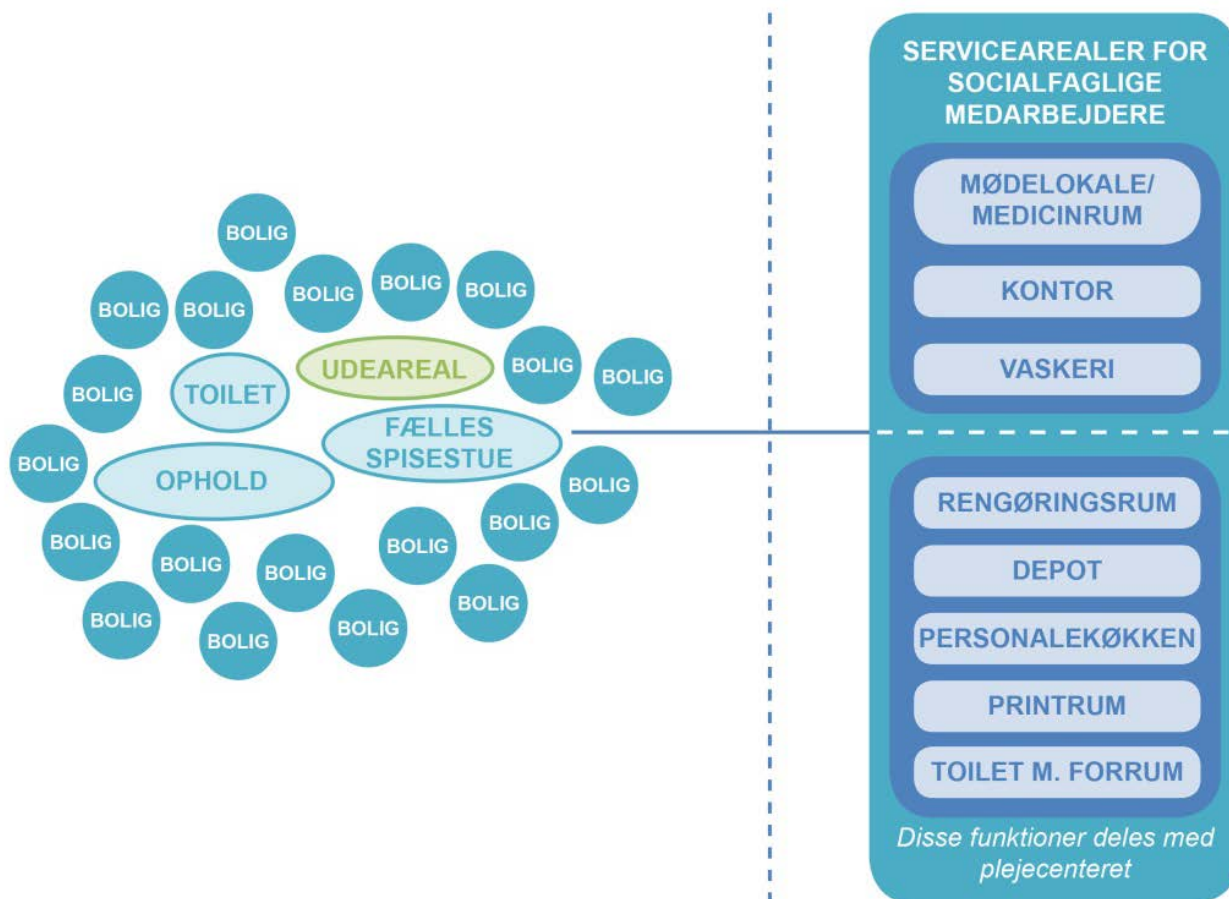 BOLIG
BOLIG
BOLIG
BOLIG
BOLIG
BOLIG
BOLIG
UDEAREAL
BOLIG
BOLIG
TOILET
FÆLLES
SPISESTUE
BOLIG
OPHOLD
BOLIG
BOLIG
BOLIG
BOLIG
BOLIG
BOLIG
BOLIG
BOLIG
BOLIG
BOLIG
SERVICEAREALER FOR
SOCIALFAGLIGE
MEDARBEJDERE
MØDELOKALE/
MEDICINRUM
KONTOR
VASKERI
RENGØRINGSRUM
DEPOT
PERSONALEKØKKEN
PRINTRUM
TOILET M. FORRUM
Disse funktioner deles med
plejecenteret